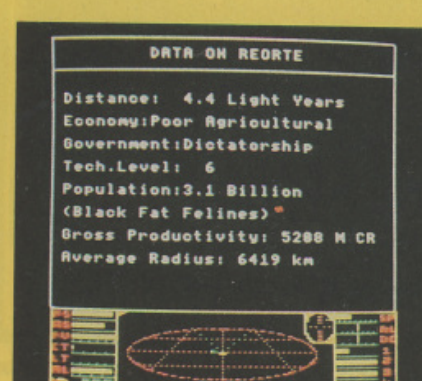 DATA ON REORTE
Distance: 4.4 Light Years
Economy:Poor Agricultural
Government:Dictatorship
Tech.Level: 6
Population:3.1 Billion
(Black Fat Felines)
Gross Productivity: 5208 M CR
Average Radius: 6419 km